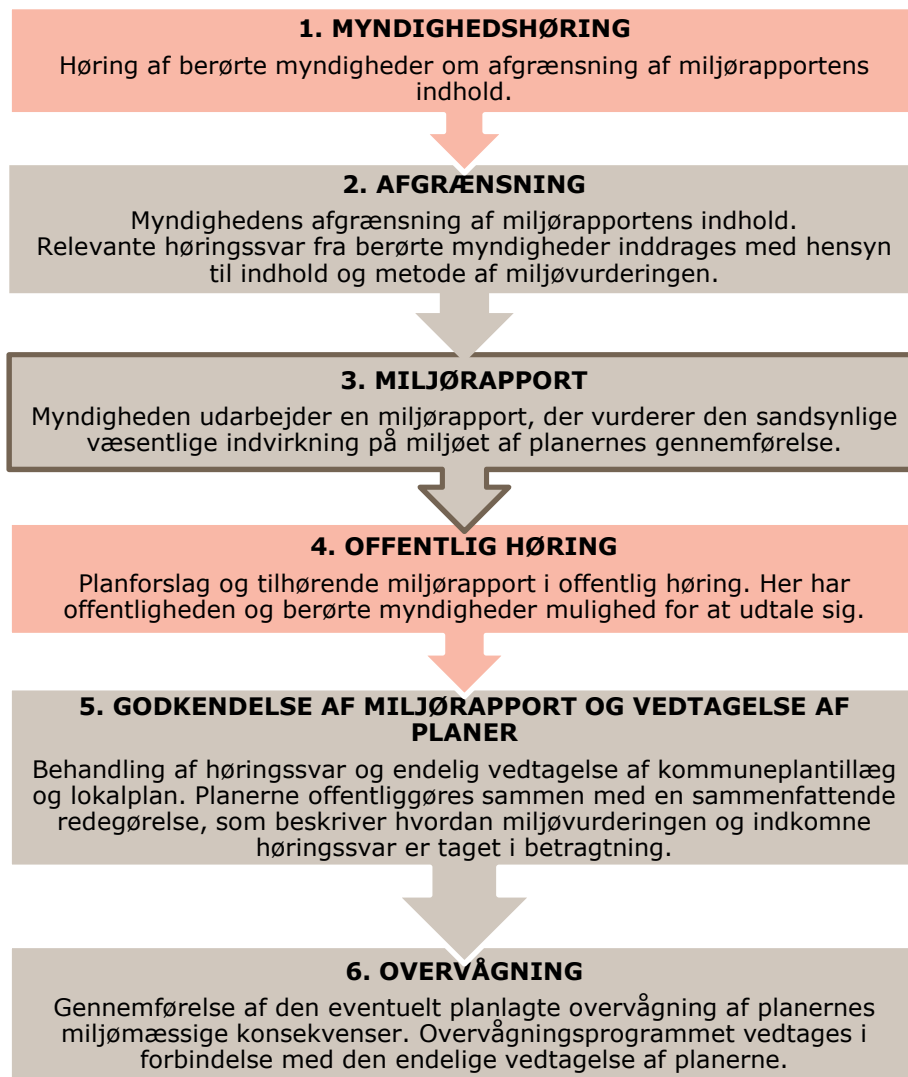 1. MYNDIGHEDSHØRING
Høring af berørte myndigheder om afgrænsning af miljørapportens
indhold.
2. AFGRÆNSNING
Myndighedens afgrænsning af miljørapportens indhold.
Relevante høringssvar fra berørte myndigheder inddrages med hensyn
til indhold og metode af miljøvurderingen.
3. MILJØRAPPORT
Myndigheden udarbejder en miljørapport, der vurderer den sandsynlige
væsentlige indvirkning på miljøet af planernes gennemførelse.
4. OFFENTLIG HØRING
Planforslag og tilhørende miljørapport i offentlig høring. Her har
offentligheden og berørte myndigheder mulighed for at udtale sig.
5. GODKENDELSE AF MILJØRAPPORT OG VEDTAGELSE AF
PLANER
Behandling af høringssvar og endelig vedtagelse af kommuneplantillæg
og lokalplan. Planerne offentliggøres sammen med en sammenfattende
redegørelse, som beskriver hvordan miljøvurderingen og indkomne
høringssvar er taget i betragtning.
6. OVERVÅGNING
Gennemførelse af den eventuelt planlagte overvågning af planernes
miljømæssige konsekvenser. Overvågningsprogrammet vedtages i
forbindelse med den endelige vedtagelse af planerne.